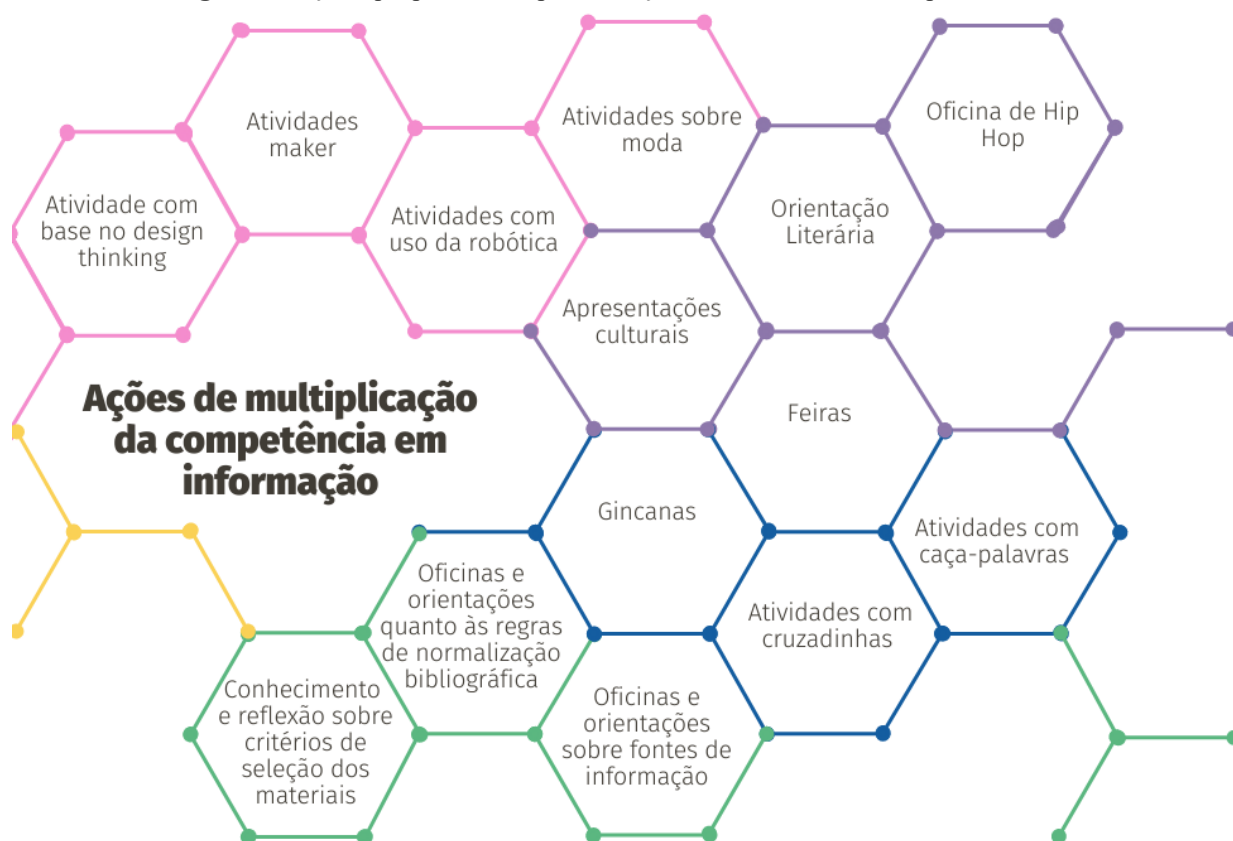 Atividades
maker
Atividades sobre
moda
Oficina de Hip
Hop
Atividade com
base no design
thinking
Atividades com
uso da robótica
Orientação
Literária
Apresentações
culturais
Ações de multiplicação
da competência em
informação
Feiras
Gincanas
Atividades com
caça-palavras
Oficinas e
orientações
quanto às regras
de normalização
bibliográfica
Atividades com
cruzadinhas
Conhecimento
e reflexão sobre
critérios de
seleção dos
materiais
Oficinas e
orientações
sobre fontes de
informação